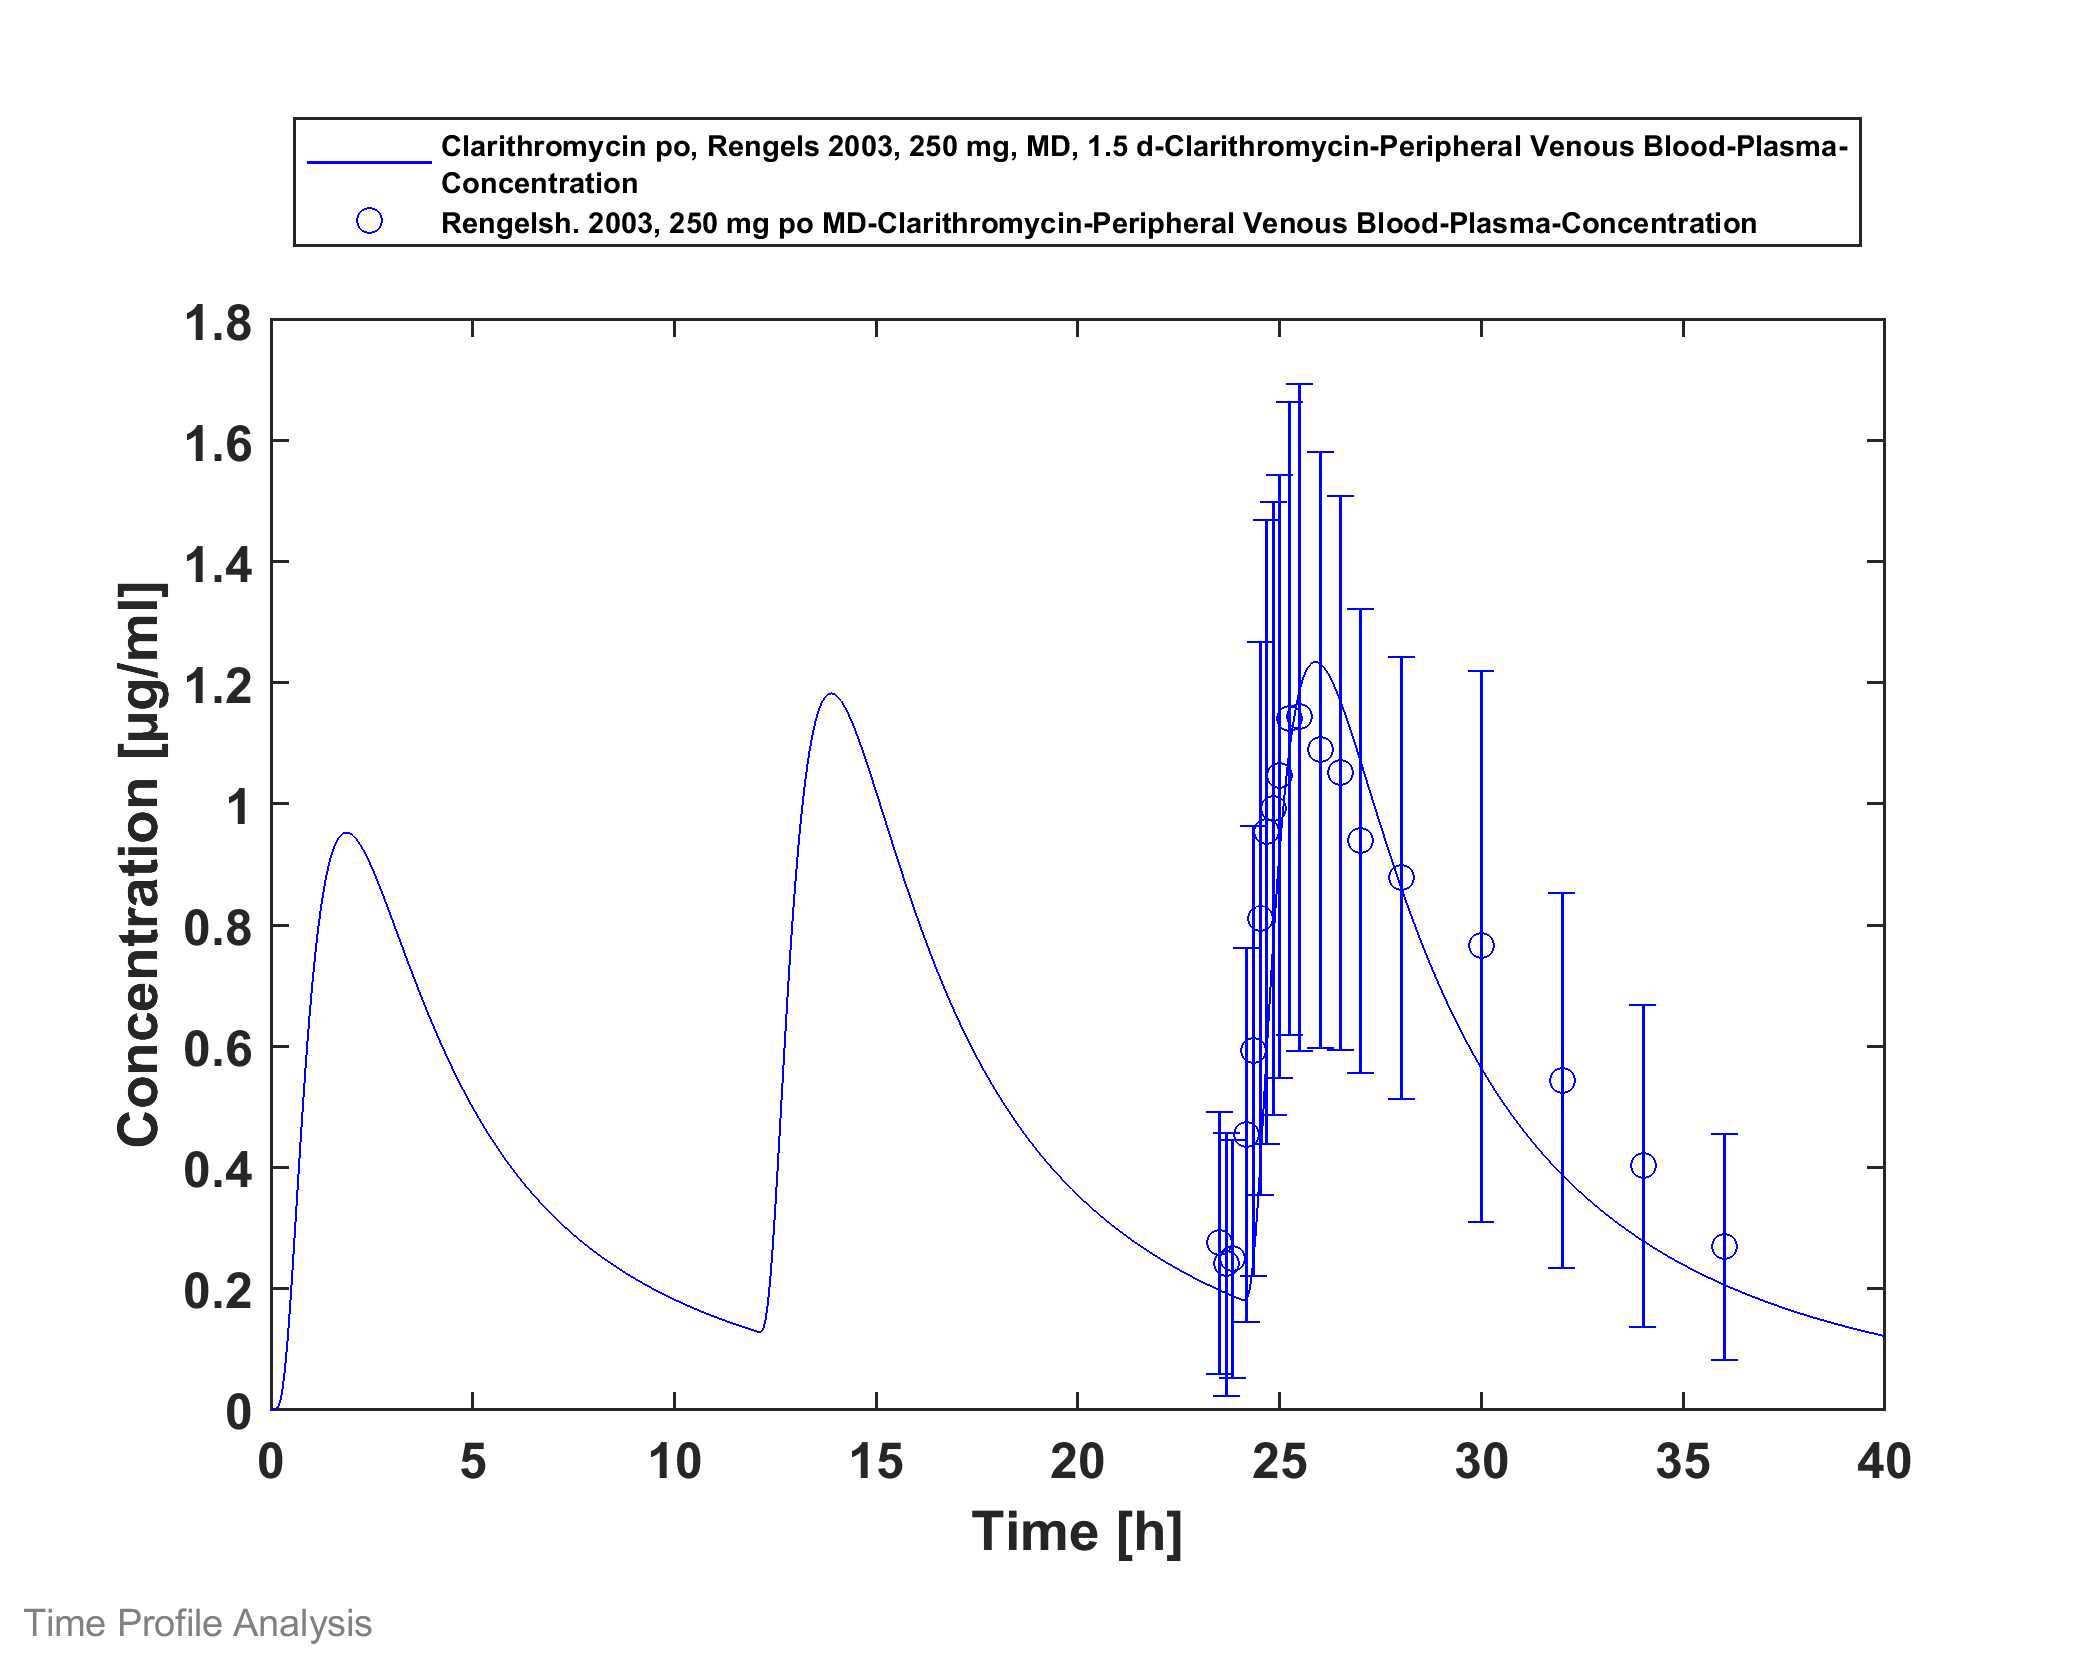 Clarithromycin po, Rengels 2003, 250 mg, MD, 1.5 d-Clarithromycin-Peripheral Venous Blood-Plasma-
Concentration
Rengelsh. 2003, 250 mg po MD-Clarithromycin-Peripheral Venous Blood-Plasma-Concentration
1.8
1.6
1.4
1.2
1
0.8
0.6
0.4
0.2
0
Concentration [µg/ml]
0 5 10 15 20 25 30 35 40
Time [h]
Time Profile Analysis